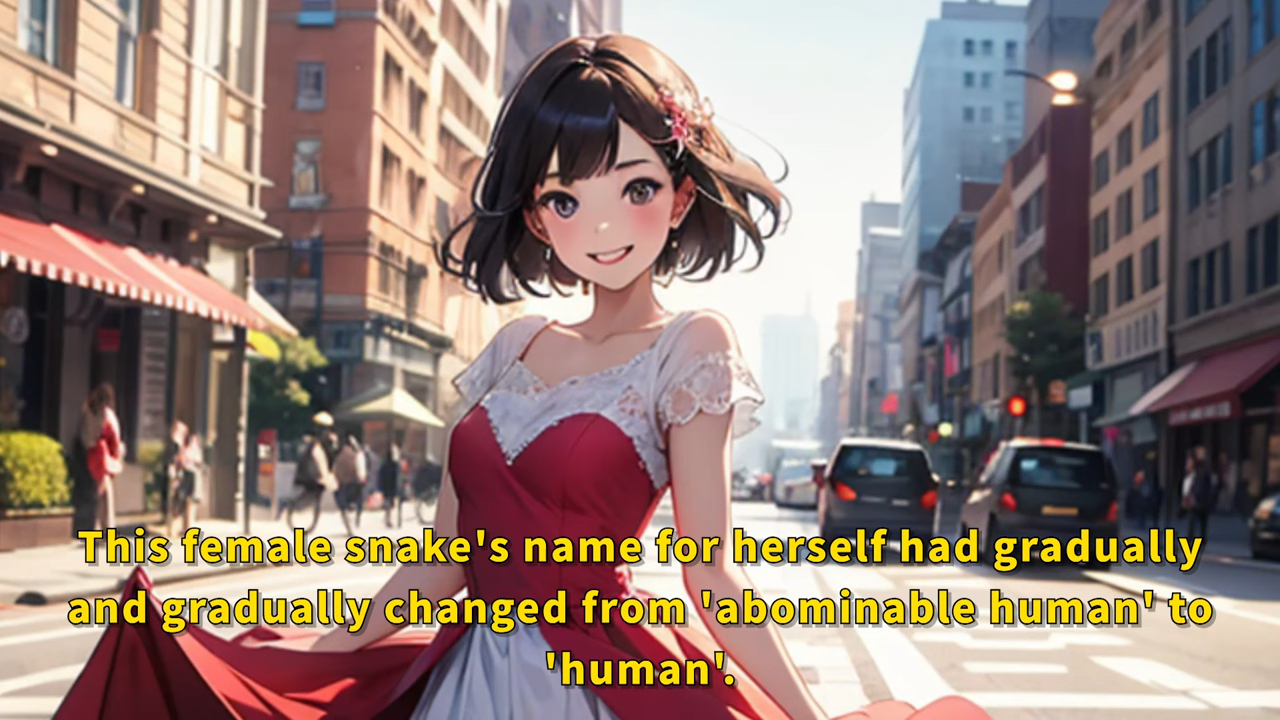 This female snake's name for herself had gradually
and gradually changed from 'abominable human' to
'human'.